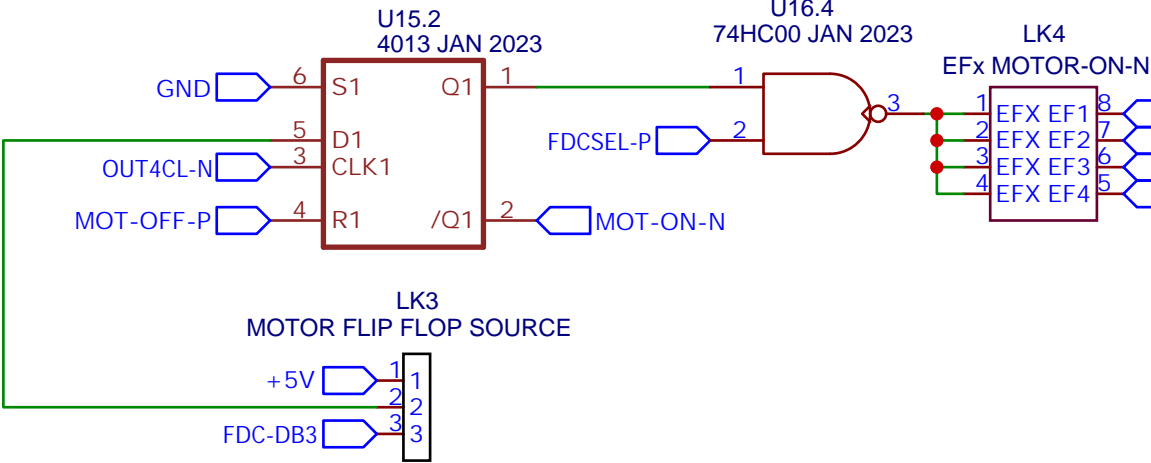 U15.2
4013 JAN 2023
GND
6
S1
Q1
1
5
D1
OUT4CL-N
3
CLK1
MOT-OFF-P
4
R1
/Q1
2
MOT-ON-N
U16.4
74HC00 JAN 2023
1
FDCSEL-P
2
3
LK4
EFx MOTOR-ON-N
1 EFX EF1 8
2 EFX EF2 7
3 EFX EF3 6
4 EFX EF4 5
LK3
MOTOR FLIP FLOP SOURCE
+5V 1 1
2 2
FDC-DB3 3 3